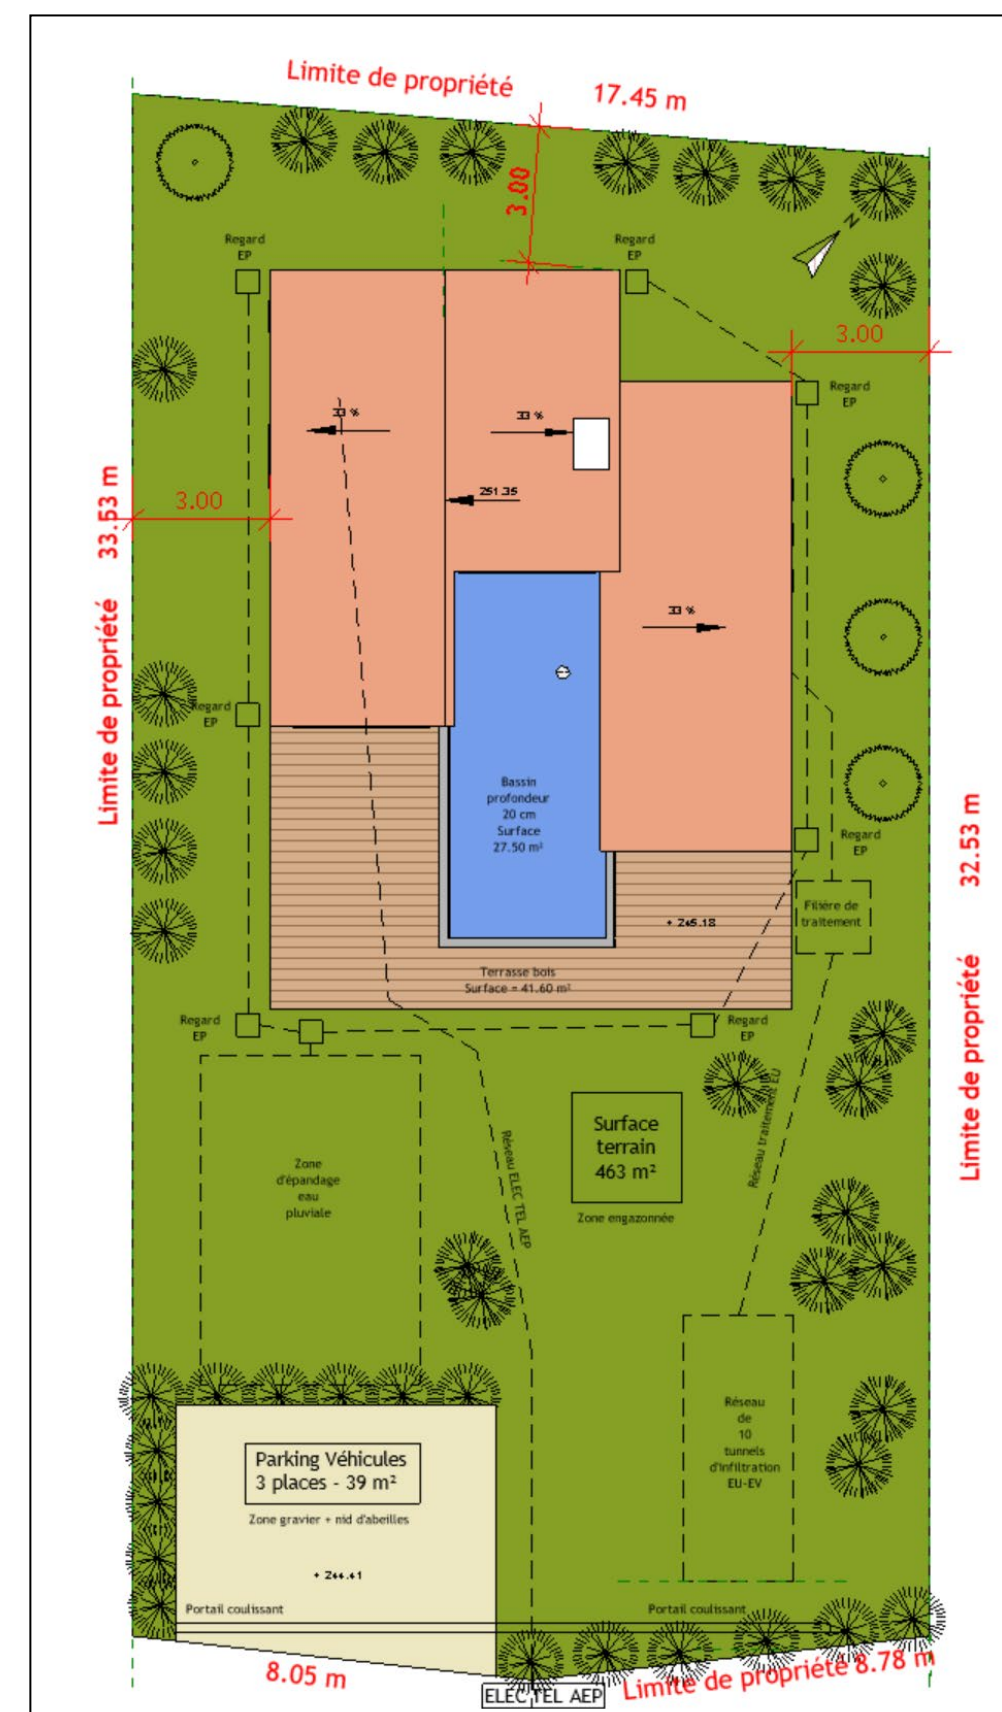 Limite de propriété
17.45 m
3.00
N
Regard
EP
Regard
EP
3.00
Regard
EP
33 %
33 %
251.35
3.00
33.53 m
Limite de propriété
33 %
Regard
EP
Bassin
profondeur
20 cm
Surface
27.50 m²
Regard
EP
32.53 m
Limite de propriété
Filière de
traitement
+ 245.18
Terrasse bois
Surface = 41.60 m²
Regard
EP
Regard
EP
Surface
terrain
463 m²
Zone engazonnée
Réseau traitement EU
Réseau ELEC TEL AEP
Zone
d'épandage
eau
pluviale
Réseau
de
10
tunnels
d'infiltration
EU-EV
Parking Véhicules
3 places - 39 m²
Zone gravier + nid d'abeilles
+ 244.41
Portail coulissant
Portail coulissant
8.05 m
Limite de propriété 8.78 m
ELEC TEL AEP